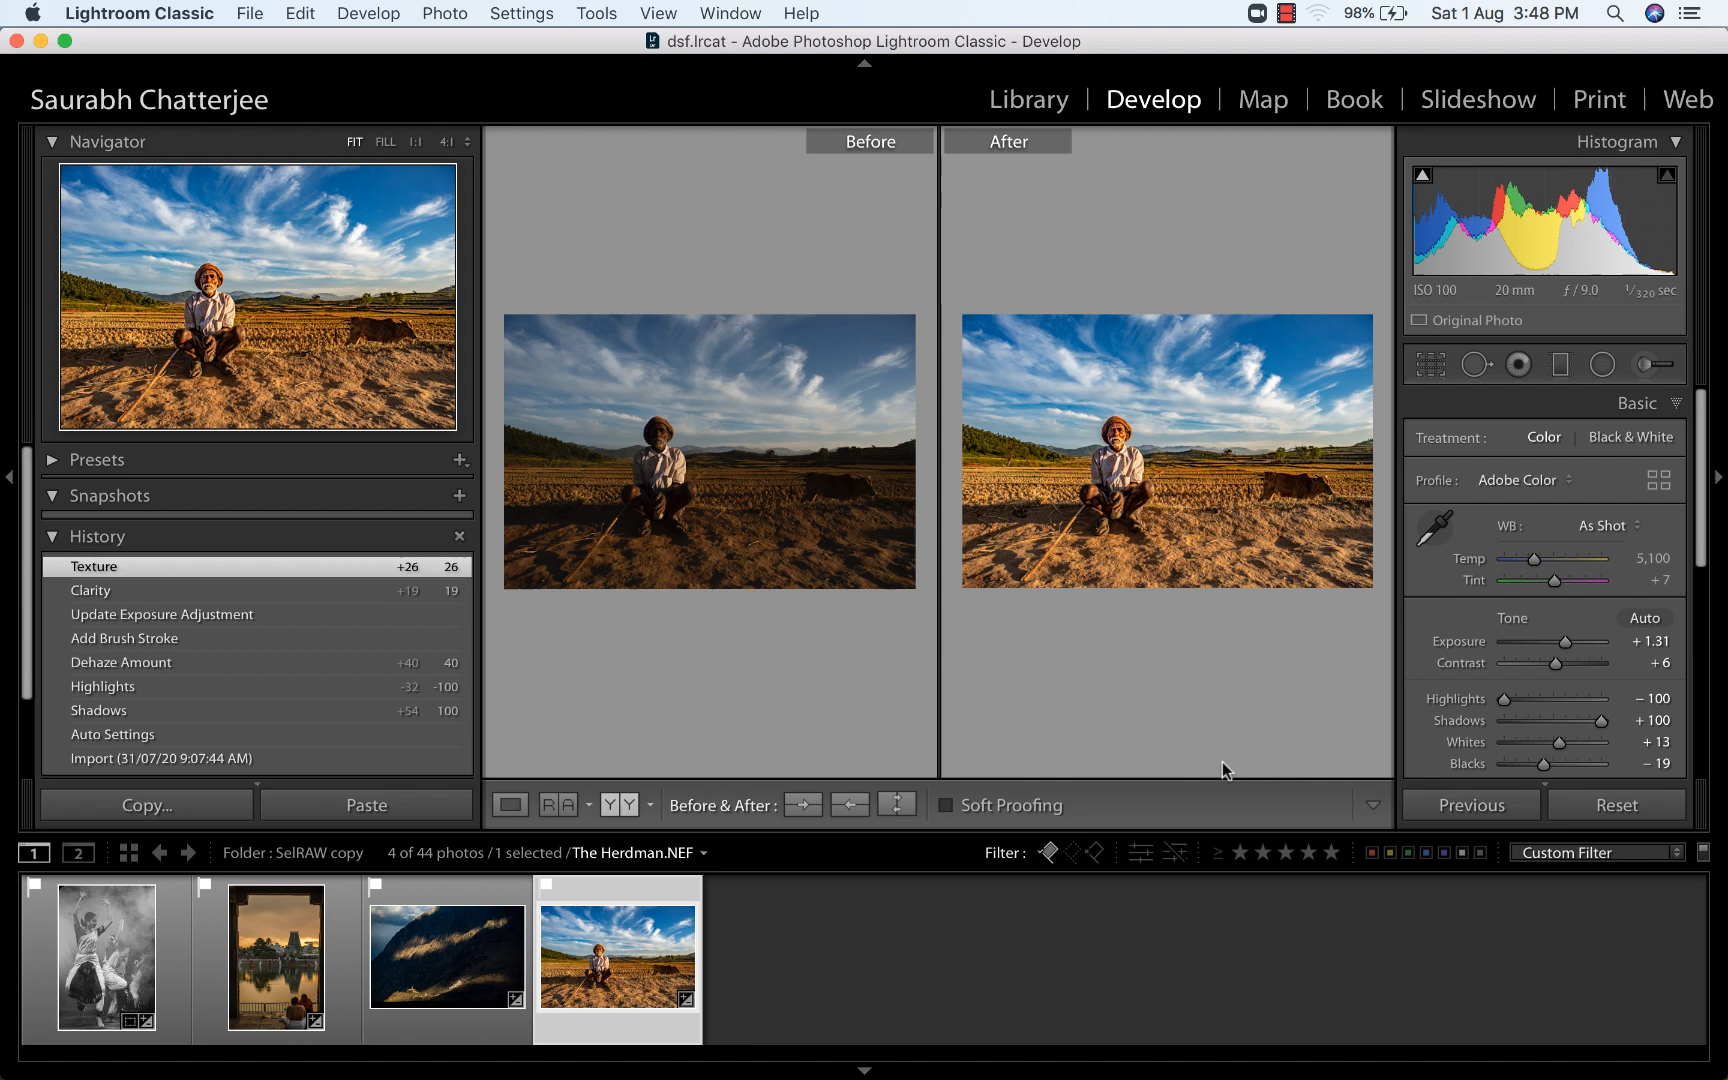 Lightroom Classic File Edit Develop Photo Settings Tools View Window Help 98% Sat 1 Aug 3:48 PM
dsf.lrcat - Adobe Photoshop Lightroom Classic - Develop
Saurabh Chatterjee
Library | Develop | Map | Book | Slideshow | Print | Web
Navigator FIT FILL 1:1 4:1
Presets
Snapshots
History
Texture +26 26
Clarity +19 19
Update Exposure Adjustment
Add Brush Stroke
Dehaze Amount +40 40
Highlights -32 -100
Shadows +54 100
Auto Settings
Import (31/07/20 9:07:44 AM)
Copy... Paste
Before After
R A Y Y Before & After : Soft Proofing
Histogram
ISO 100 20 mm ƒ / 9.0 1/320 sec
Original Photo
Basic
Treatment : Color Black & White
Profile : Adobe Color
WB : As Shot
Temp 5,100
Tint + 7
Tone Auto
Exposure + 1.31
Contrast + 6
Highlights − 100
Shadows + 100
Whites + 13
Blacks − 19
Previous Reset
1 2 Folder : SelRAW copy 4 of 44 photos / 1 selected / The Herdman.NEF Filter : ≥ ★★★★★ Custom Filter